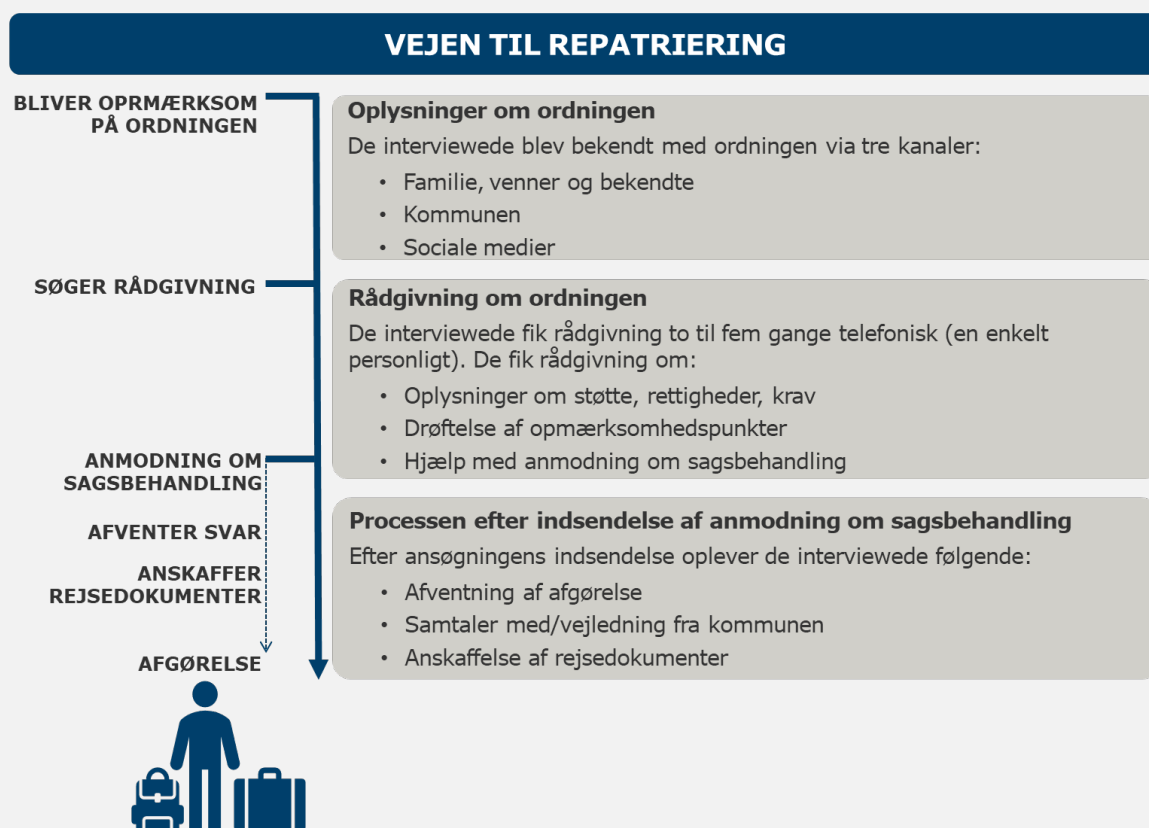 VEJEN TIL REPATRIERING
BLIVER OPRMÆRKSOM
PÅ ORDNINGEN
Oplysninger om ordningen
De interviewede blev bekendt med ordningen via tre kanaler:
• Familie, venner og bekendte
• Kommunen
• Sociale medier
SØGER RÅDGIVNING
Rådgivning om ordningen
De interviewede fik rådgivning to til fem gange telefonisk (en enkelt
personligt). De fik rådgivning om:
• Oplysninger om støtte, rettigheder, krav
• Drøftelse af opmærksomhedspunkter
• Hjælp med anmodning om sagsbehandling
ANMODNING OM
SAGSBEHANDLING
AFVENTER SVAR
ANSKAFFER
REJSEDOKUMENTER
AFGØRELSE
Processen efter indsendelse af anmodning om sagsbehandling
Efter ansøgningens indsendelse oplever de interviewede følgende:
• Afventning af afgørelse
• Samtaler med/vejledning fra kommunen
• Anskaffelse af rejsedokumenter